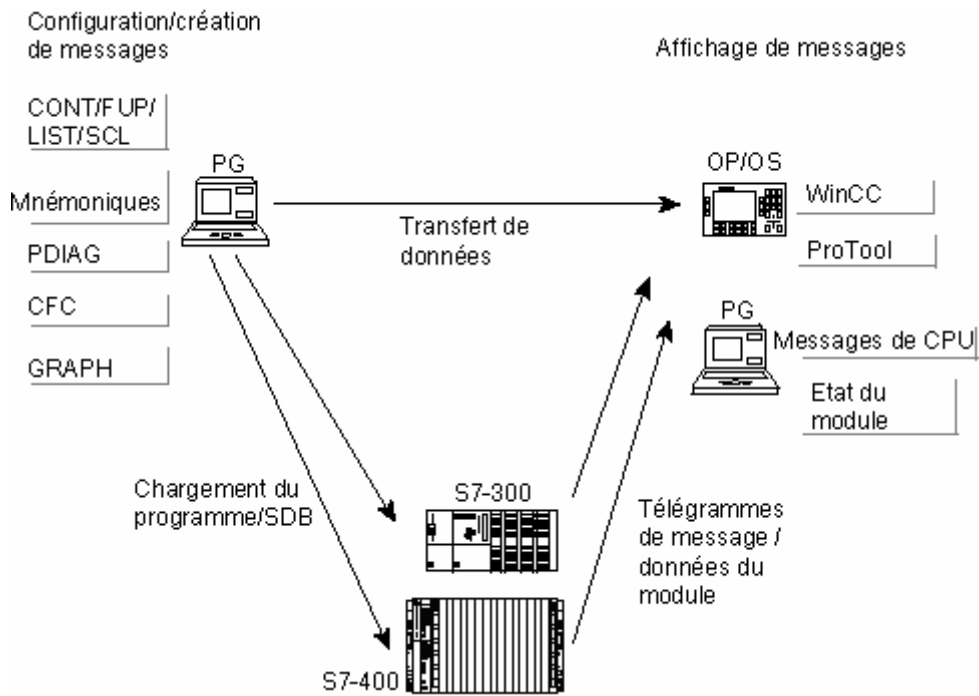 Configuration/création
de messages
Affichage de messages
CONT/FUP/
LIST/SCL
PG
OP/OS
Mnémoniques
WinCC
Transfert de
données
PDIAG
ProTool
CFC
PG
Messages de CPU
GRAPH
Etat du
module
Chargement du
programme/SDB
S7-300
Télégrammes
de message /
données du
module
S7-400